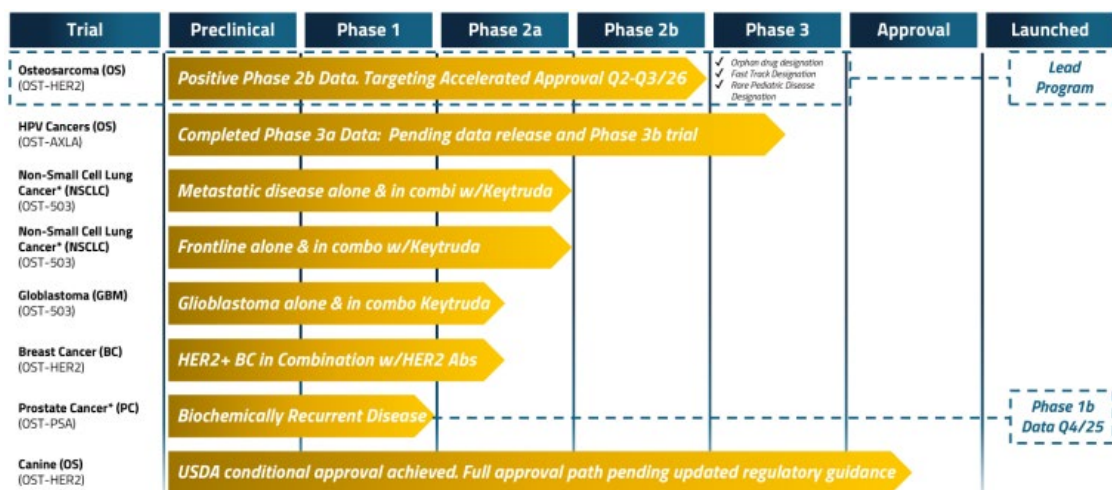 Trial
Preclinical
Phase 1
Phase 2a
Phase 2b
Phase 3
Approval
Launched
Osteosarcoma (OS)
(OST-HER2)
Positive Phase 2b Data. Targeting Accelerated Approval Q2-Q3/26
✓ Orphan drug designation
✓ Fast Track Designation
✓ Rare Pediatric Disease
Designation
Lead
Program
HPV Cancers (OS)
(OST-AXLA)
Completed Phase 3a Data: Pending data release and Phase 3b trial
Non-Small Cell Lung
Cancer* (NSCLC)
(OST-503)
Metastatic disease alone & in combi w/Keytruda
Non-Small Cell Lung
Cancer* (NSCLC)
(OST-503)
Frontline alone & in combo w/Keytruda
Globlastoma (GBM)
(OST-503)
Glioblastoma alone & in combo Keytruda
Breast Cancer (BC)
(OST-HER2)
HER2+ BC in Combination w/HER2 Abs
Prostate Cancer* (PC)
(OST-PSA)
Biochemically Recurrent Disease
Phase 1b
Data Q4/25
Canine (OS)
(OST-HER2)
USDA conditional approval achieved. Full approval path pending updated regulatory guidance